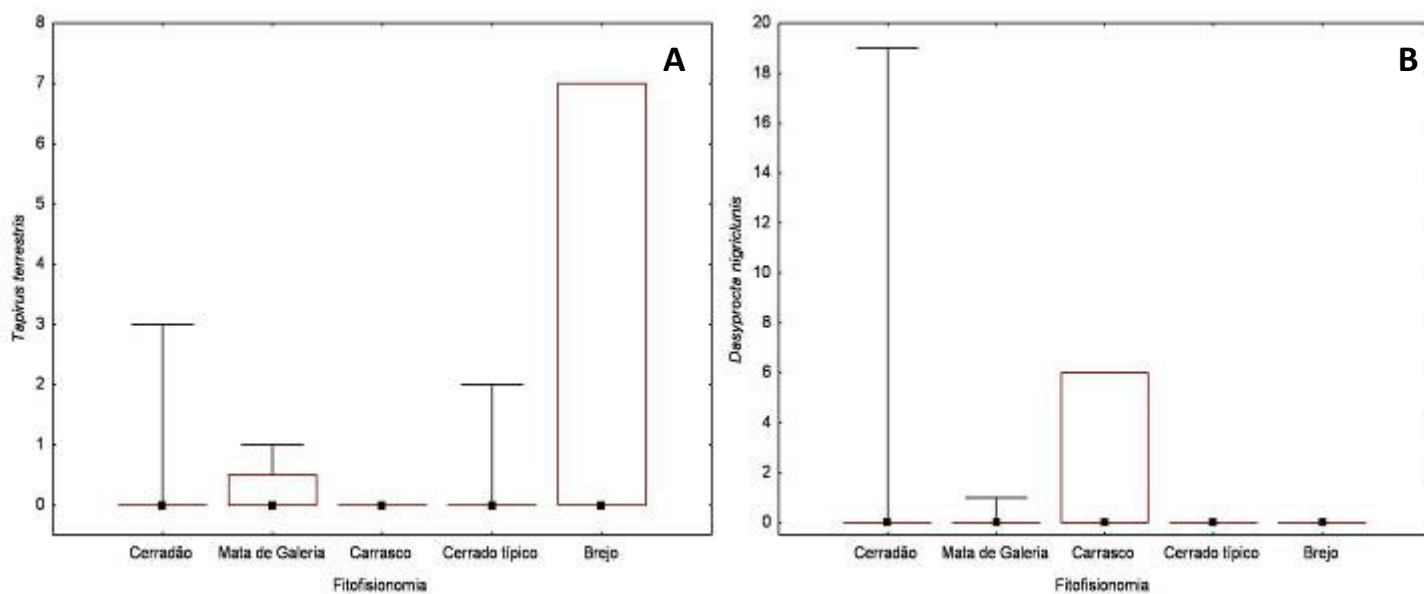 A
8
7
6
5
4
3
2
1
0
Tapirus terrestris
Cerradão Mata de Galeria Carrasco Cerrado típico Brejo
Fitofisionomia
B
20
18
16
14
12
10
8
6
4
2
0
Dasyprocta nigriclunis
Cerradão Mata de Galeria Carrasco Cerrado típico Brejo
Fitofisionomia